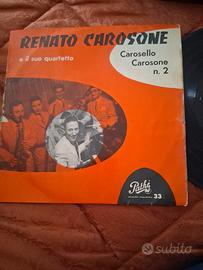 RENATO CAROSONE
e il suo quartetto
Carosello
Carosone
n. 2
Pathé
33
subito